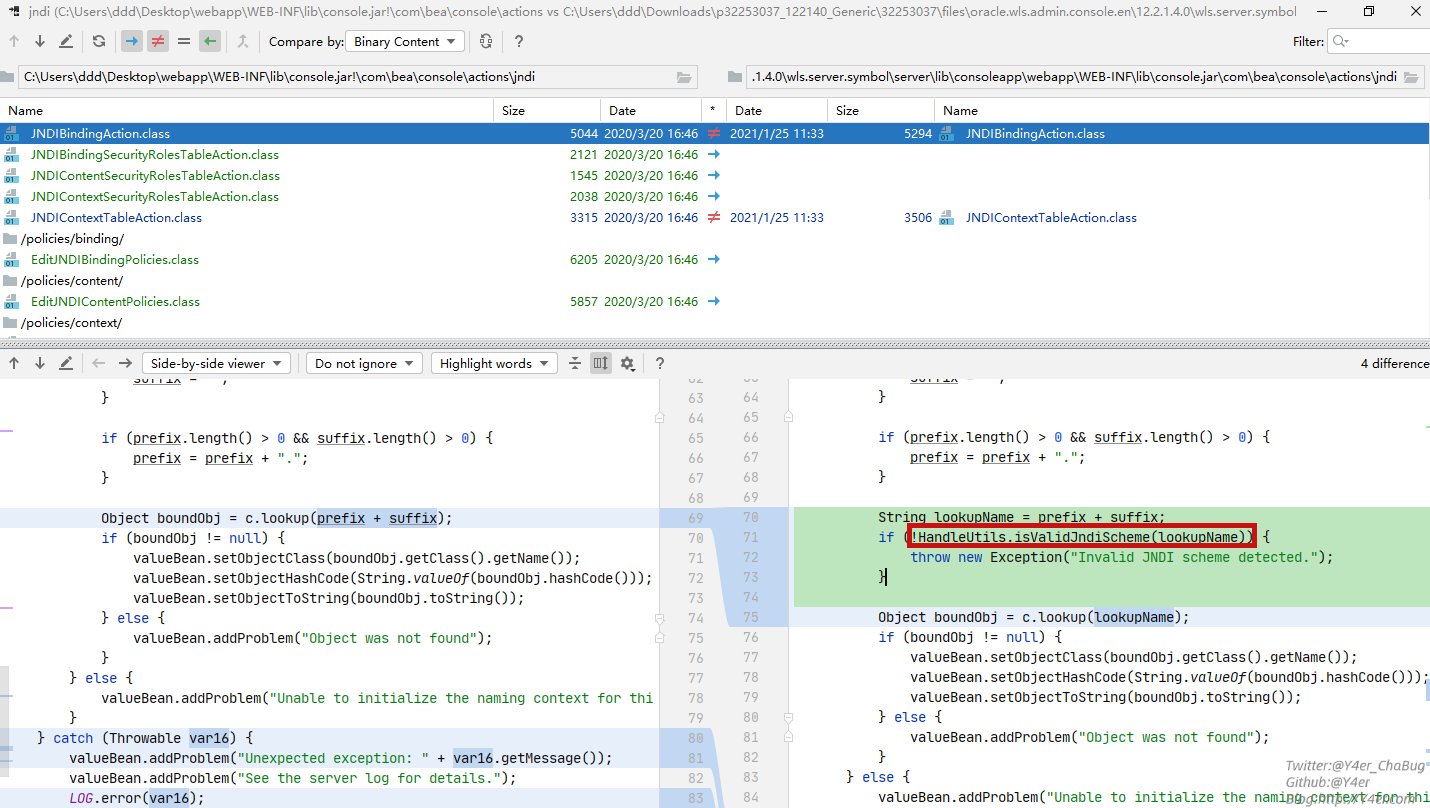 jndi (C:\Users\ddd\Desktop\webapp\WEB-INF\lib\console.jar!\com\bea\console\actions vs C:\Users\ddd\Downloads\p32253037_122140_Generic\32253037\files\oracle.wls.admin.console.en\12.2.1.4.0\wls.server.symbol
Compare by: Binary Content ? Filter:
C:\Users\ddd\Desktop\webapp\WEB-INF\lib\console.jar!\com\bea\console\actions\jndi .1.4.0\wls.server.symbol\server\lib\consoleapp\webapp\WEB-INF\lib\console.jar\com\bea\console\actions\jndi
Name Size Date * Date Size Name
JNDIBindingAction.class 5044 2020/3/20 16:46 ≠ 2021/1/25 11:33 5294 JNDIBindingAction.class
JNDIBindingSecurityRolesTableAction.class 2121 2020/3/20 16:46 →
JNDIContentSecurityRolesTableAction.class 1545 2020/3/20 16:46 →
JNDIContextSecurityRolesTableAction.class 2038 2020/3/20 16:46 →
JNDIContextTableAction.class 3315 2020/3/20 16:46 ≠ 2021/1/25 11:33 3506 JNDIContextTableAction.class
/policies/binding/
EditJNDIBindingPolicies.class 6205 2020/3/20 16:46 →
/policies/content/
EditJNDIContentPolicies.class 5857 2020/3/20 16:46 →
/policies/context/
Side-by-side viewer Do not ignore Highlight words ? 4 difference
} 63 64 }
64 65
if (prefix.length() > 0 && suffix.length() > 0) { 65 66 if (prefix.length() > 0 && suffix.length() > 0) {
prefix = prefix + "."; 66 67 prefix = prefix + ".";
} 67 68 }
68 69
Object boundObj = c.lookup(prefix + suffix); 69 70 String lookupName = prefix + suffix;
if (boundObj != null) { 70 71 if (!HandleUtils.isValidJndiScheme(lookupName)) {
valueBean.setObjectClass(boundObj.getClass().getName()); 71 72 throw new Exception("Invalid JNDI scheme detected.");
valueBean.setObjectHashCode(String.valueOf(boundObj.hashCode())); 72 73 }
valueBean.setObjectToString(boundObj.toString()); 73 74
} else { 74 75 Object boundObj = c.lookup(lookupName);
valueBean.addProblem("Object was not found"); 75 76 if (boundObj != null) {
} 76 77 valueBean.setObjectClass(boundObj.getClass().getName());
} else { 77 78 valueBean.setObjectHashCode(String.valueOf(boundObj.hashCode()));
valueBean.addProblem("Unable to initialize the naming context for thi 78 79 valueBean.setObjectToString(boundObj.toString());
} 79 80 } else {
} catch (Throwable var16) { 80 81 valueBean.addProblem("Object was not found");
valueBean.addProblem("Unexpected exception: " + var16.getMessage()); 81 82 }
valueBean.addProblem("See the server log for details."); 82 83 } else {
LOG.error(var16); 83 84 valueBean.addProblem("Unable to initialize the naming context for thi
Twitter:@Y4er_ChaBug
Github:@Y4er